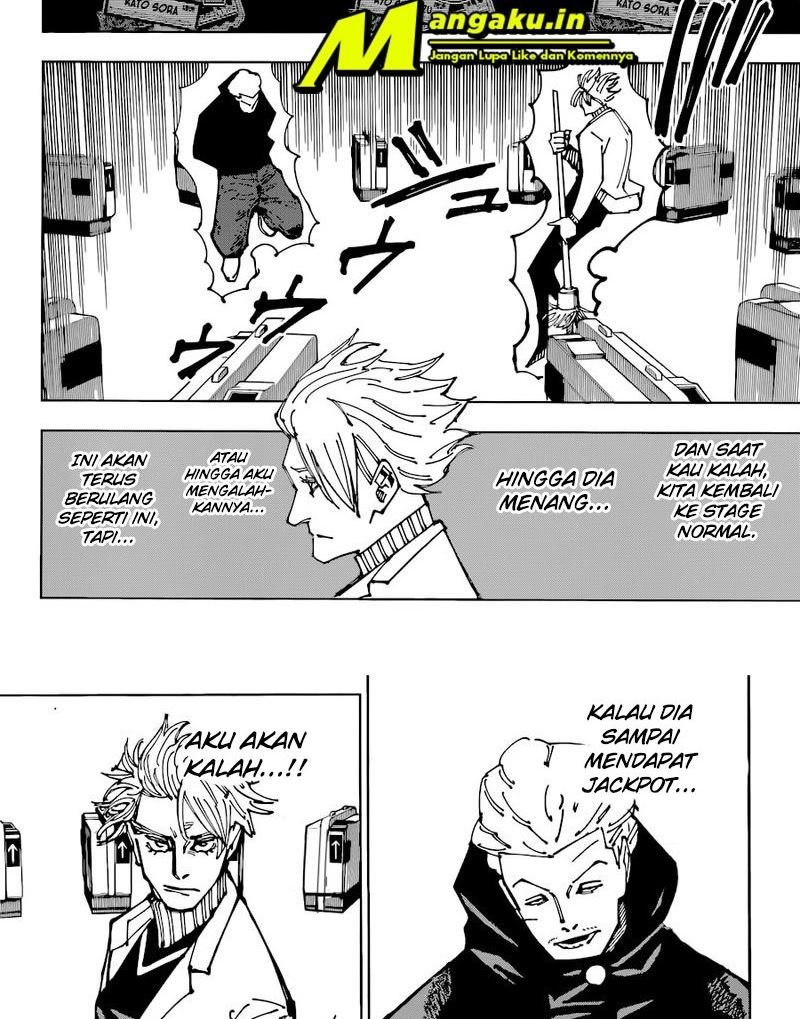 KATO SORA
KATO SORA
KATO SORA
Mangaku.in
Jangan Lupa Like dan Komennya
ウウウ
DAN SAAT
KAU KALAH,
KITA KEMBALI
KE STAGE
NORMAL.
HINGGA DIA
MENANG...
ATAU
HINGGA AKU
MENGALAH-
KANNYA...
INI AKAN
TERUS
BERULANG
SEPERTI INI,
TAPI...
KALAU DIA
SAMPAI
MENDAPAT
JACKPOT...
AKU AKAN
KALAH...!!